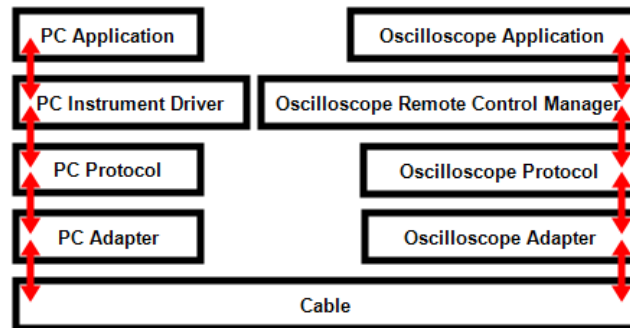 PC Application
Oscilloscope Application
PC Instrument Driver
Oscilloscope Remote Control Manager
PC Protocol
Oscilloscope Protocol
PC Adapter
Oscilloscope Adapter
Cable